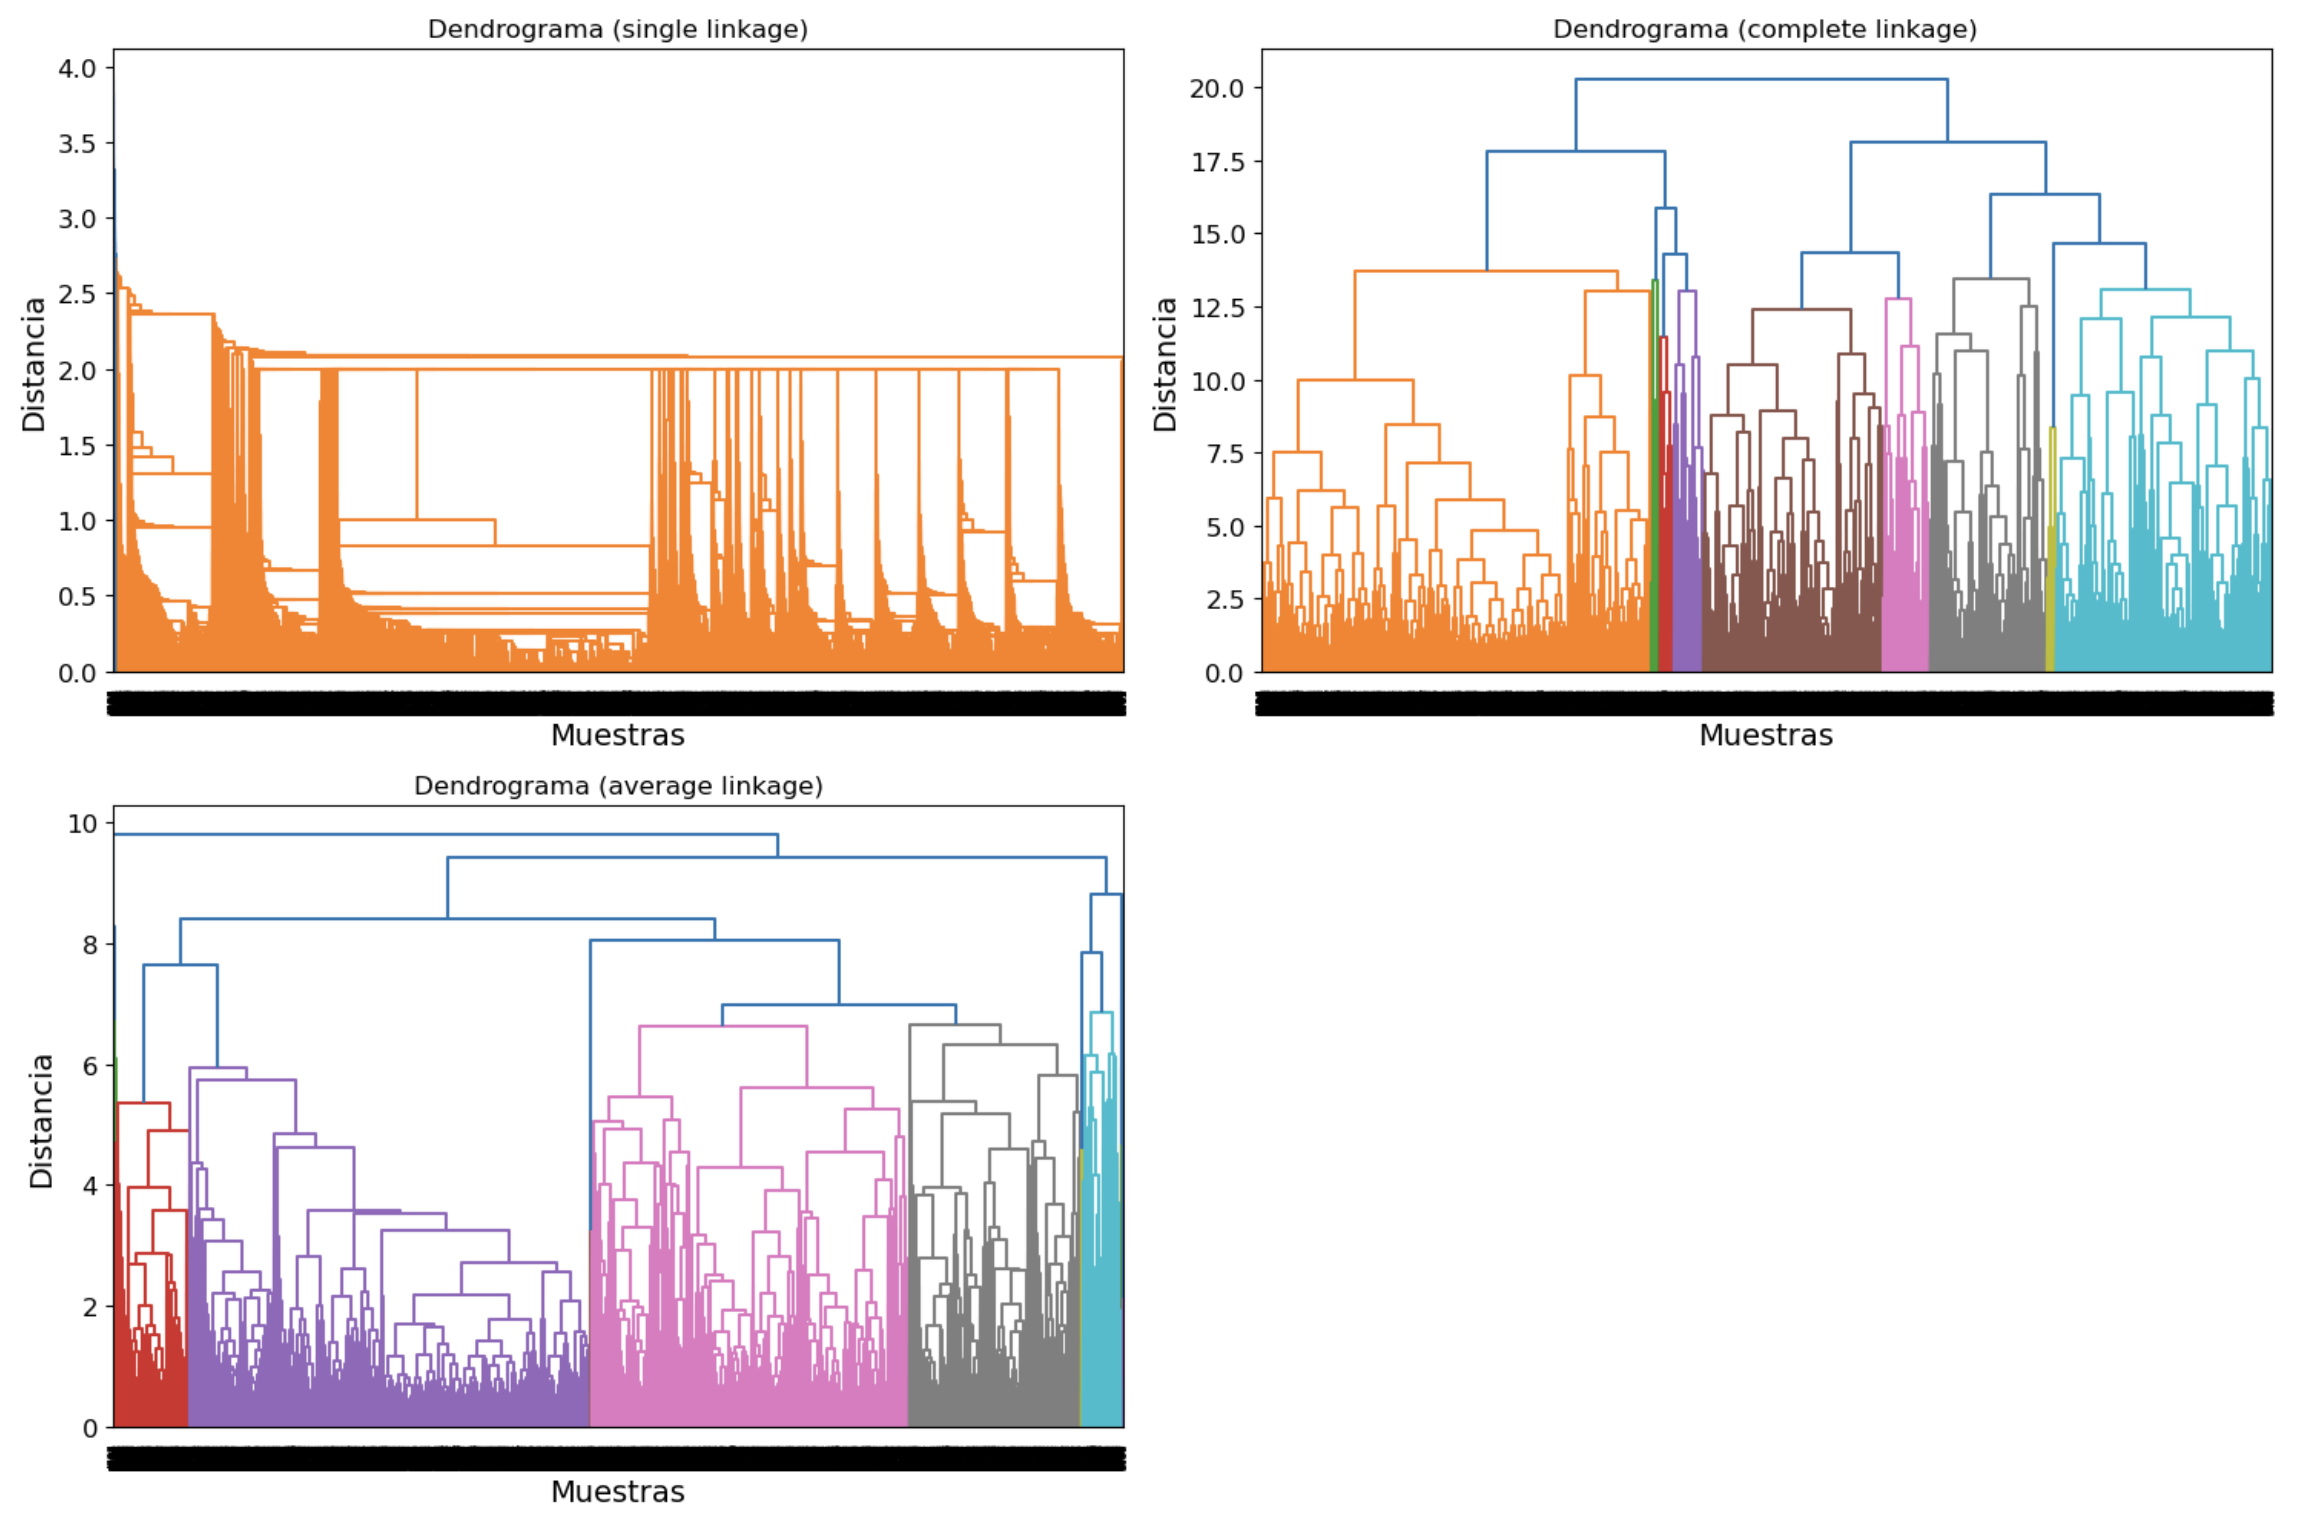 Dendrograma (single linkage)
4.0
3.5
3.0
2.5
2.0
1.5
1.0
0.5
0.0
Distancia
Muestras
Dendrograma (complete linkage)
20.0
17.5
15.0
12.5
10.0
7.5
5.0
2.5
0.0
Distancia
Muestras
Dendrograma (average linkage)
10
8
6
4
2
0
Distancia
Muestras